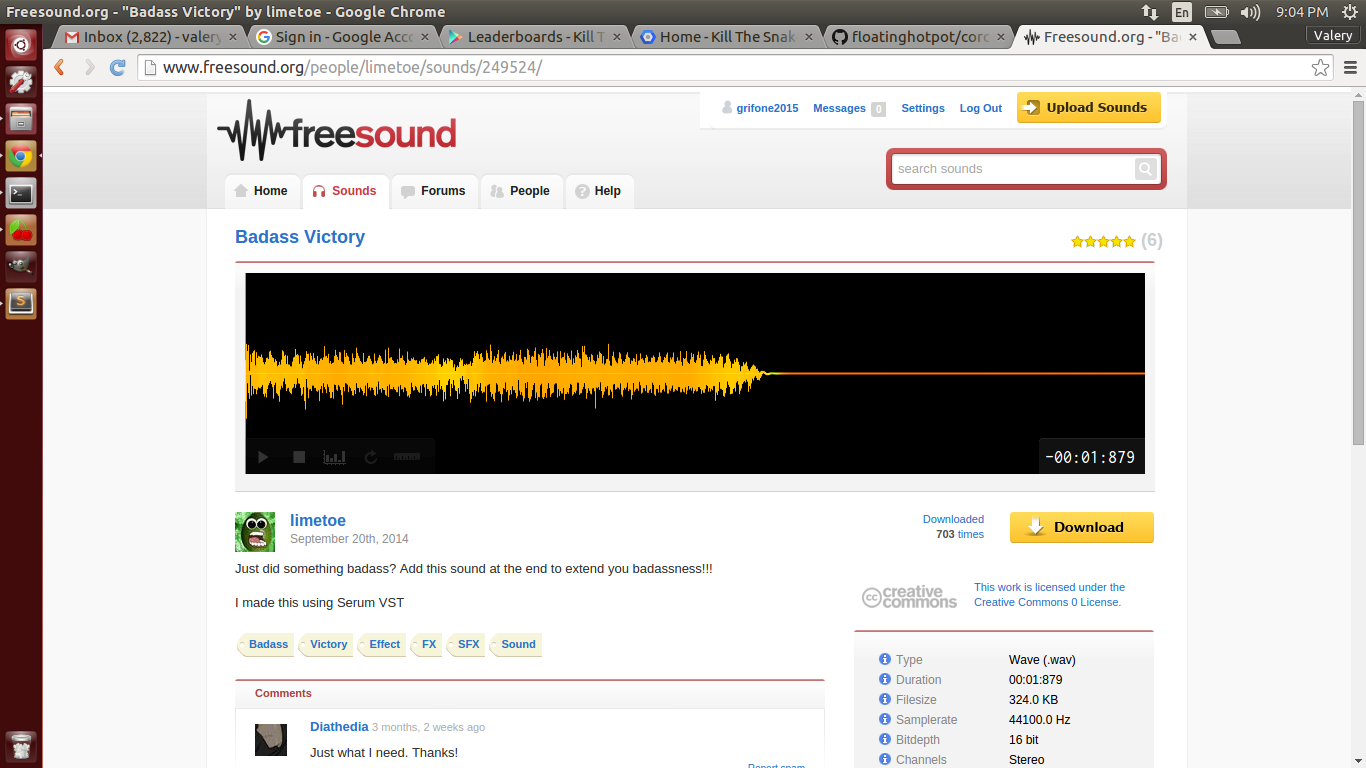 Freesound.org - "Badass Victory" by limetoe - Google Chrome
En
9:04 PM
Inbox (2,822) - valery
Sign in - Google Acco
Leaderboards - Kill T
Home - Kill The Snak
floatinghotpot/cord
Freesound.org - "Ba
Valery
www.freesound.org/people/limetoe/sounds/249524/
grifone2015
Messages 0
Settings
Log Out
Upload Sounds
freesound
search sounds
Home
Sounds
Forums
People
Help
Badass Victory
(6)
-00:01:879
limetoe
September 20th, 2014
Downloaded
703 times
Download
Just did something badass? Add this sound at the end to extend you badassness!!!
I made this using Serum VST
cc creative commons
This work is licensed under the
Creative Commons 0 License.
Badass
Victory
Effect
FX
SFX
Sound
Type Wave (.wav)
Duration 00:01:879
Filesize 324.0 KB
Samplerate 44100.0 Hz
Bitdepth 16 bit
Channels Stereo
Comments
Diathedia 3 months, 2 weeks ago
Just what I need. Thanks!
Report spam